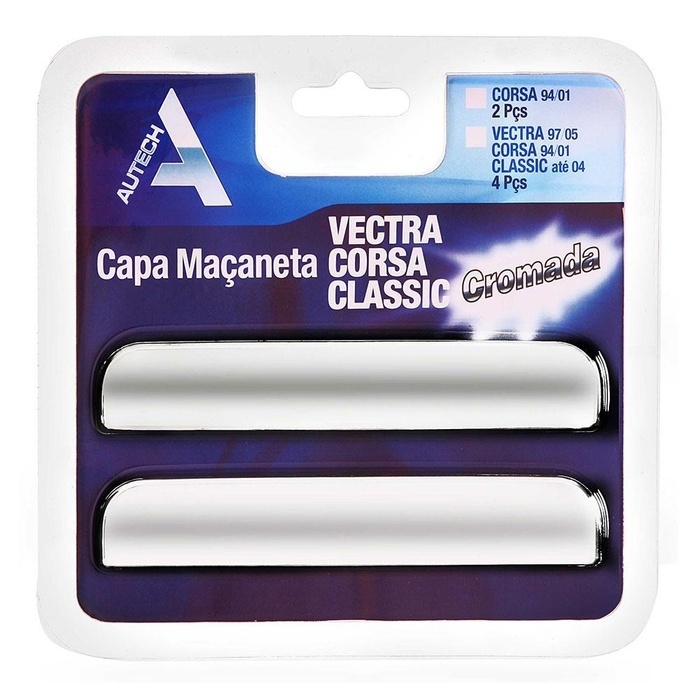 AUTECH
CORSA 94/01
2 Pçs
VECTRA 97 05
CORSA 94/01
CLASSIC até 04
4 Pçs
Capa Maçaneta
VECTRA
CORSA
CLASSIC
Cromada